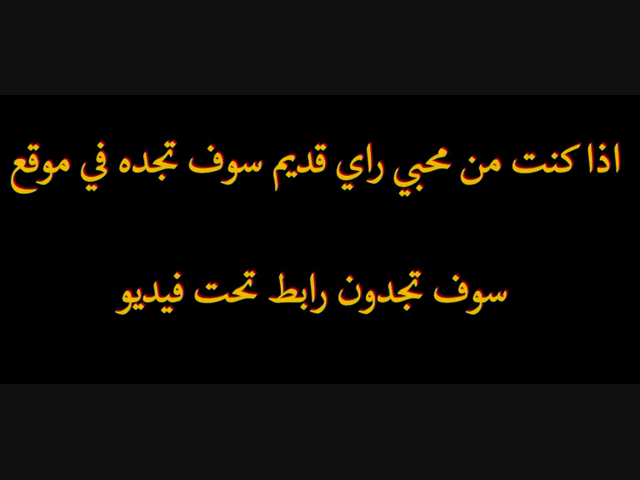 اذا كنت من محبي راي قديم سوف تجده في موقع
سوف تجدون رابط تحت فيديو